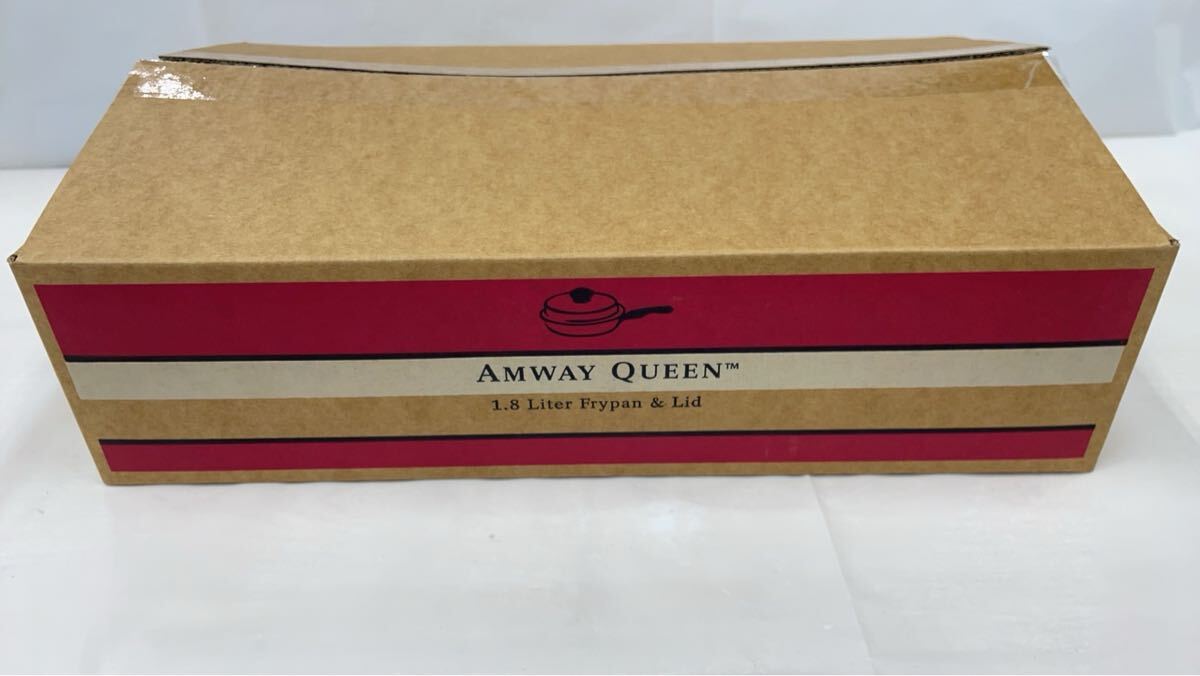 AMWAY QUEEN™
1.8 Liter Frypan & Lid